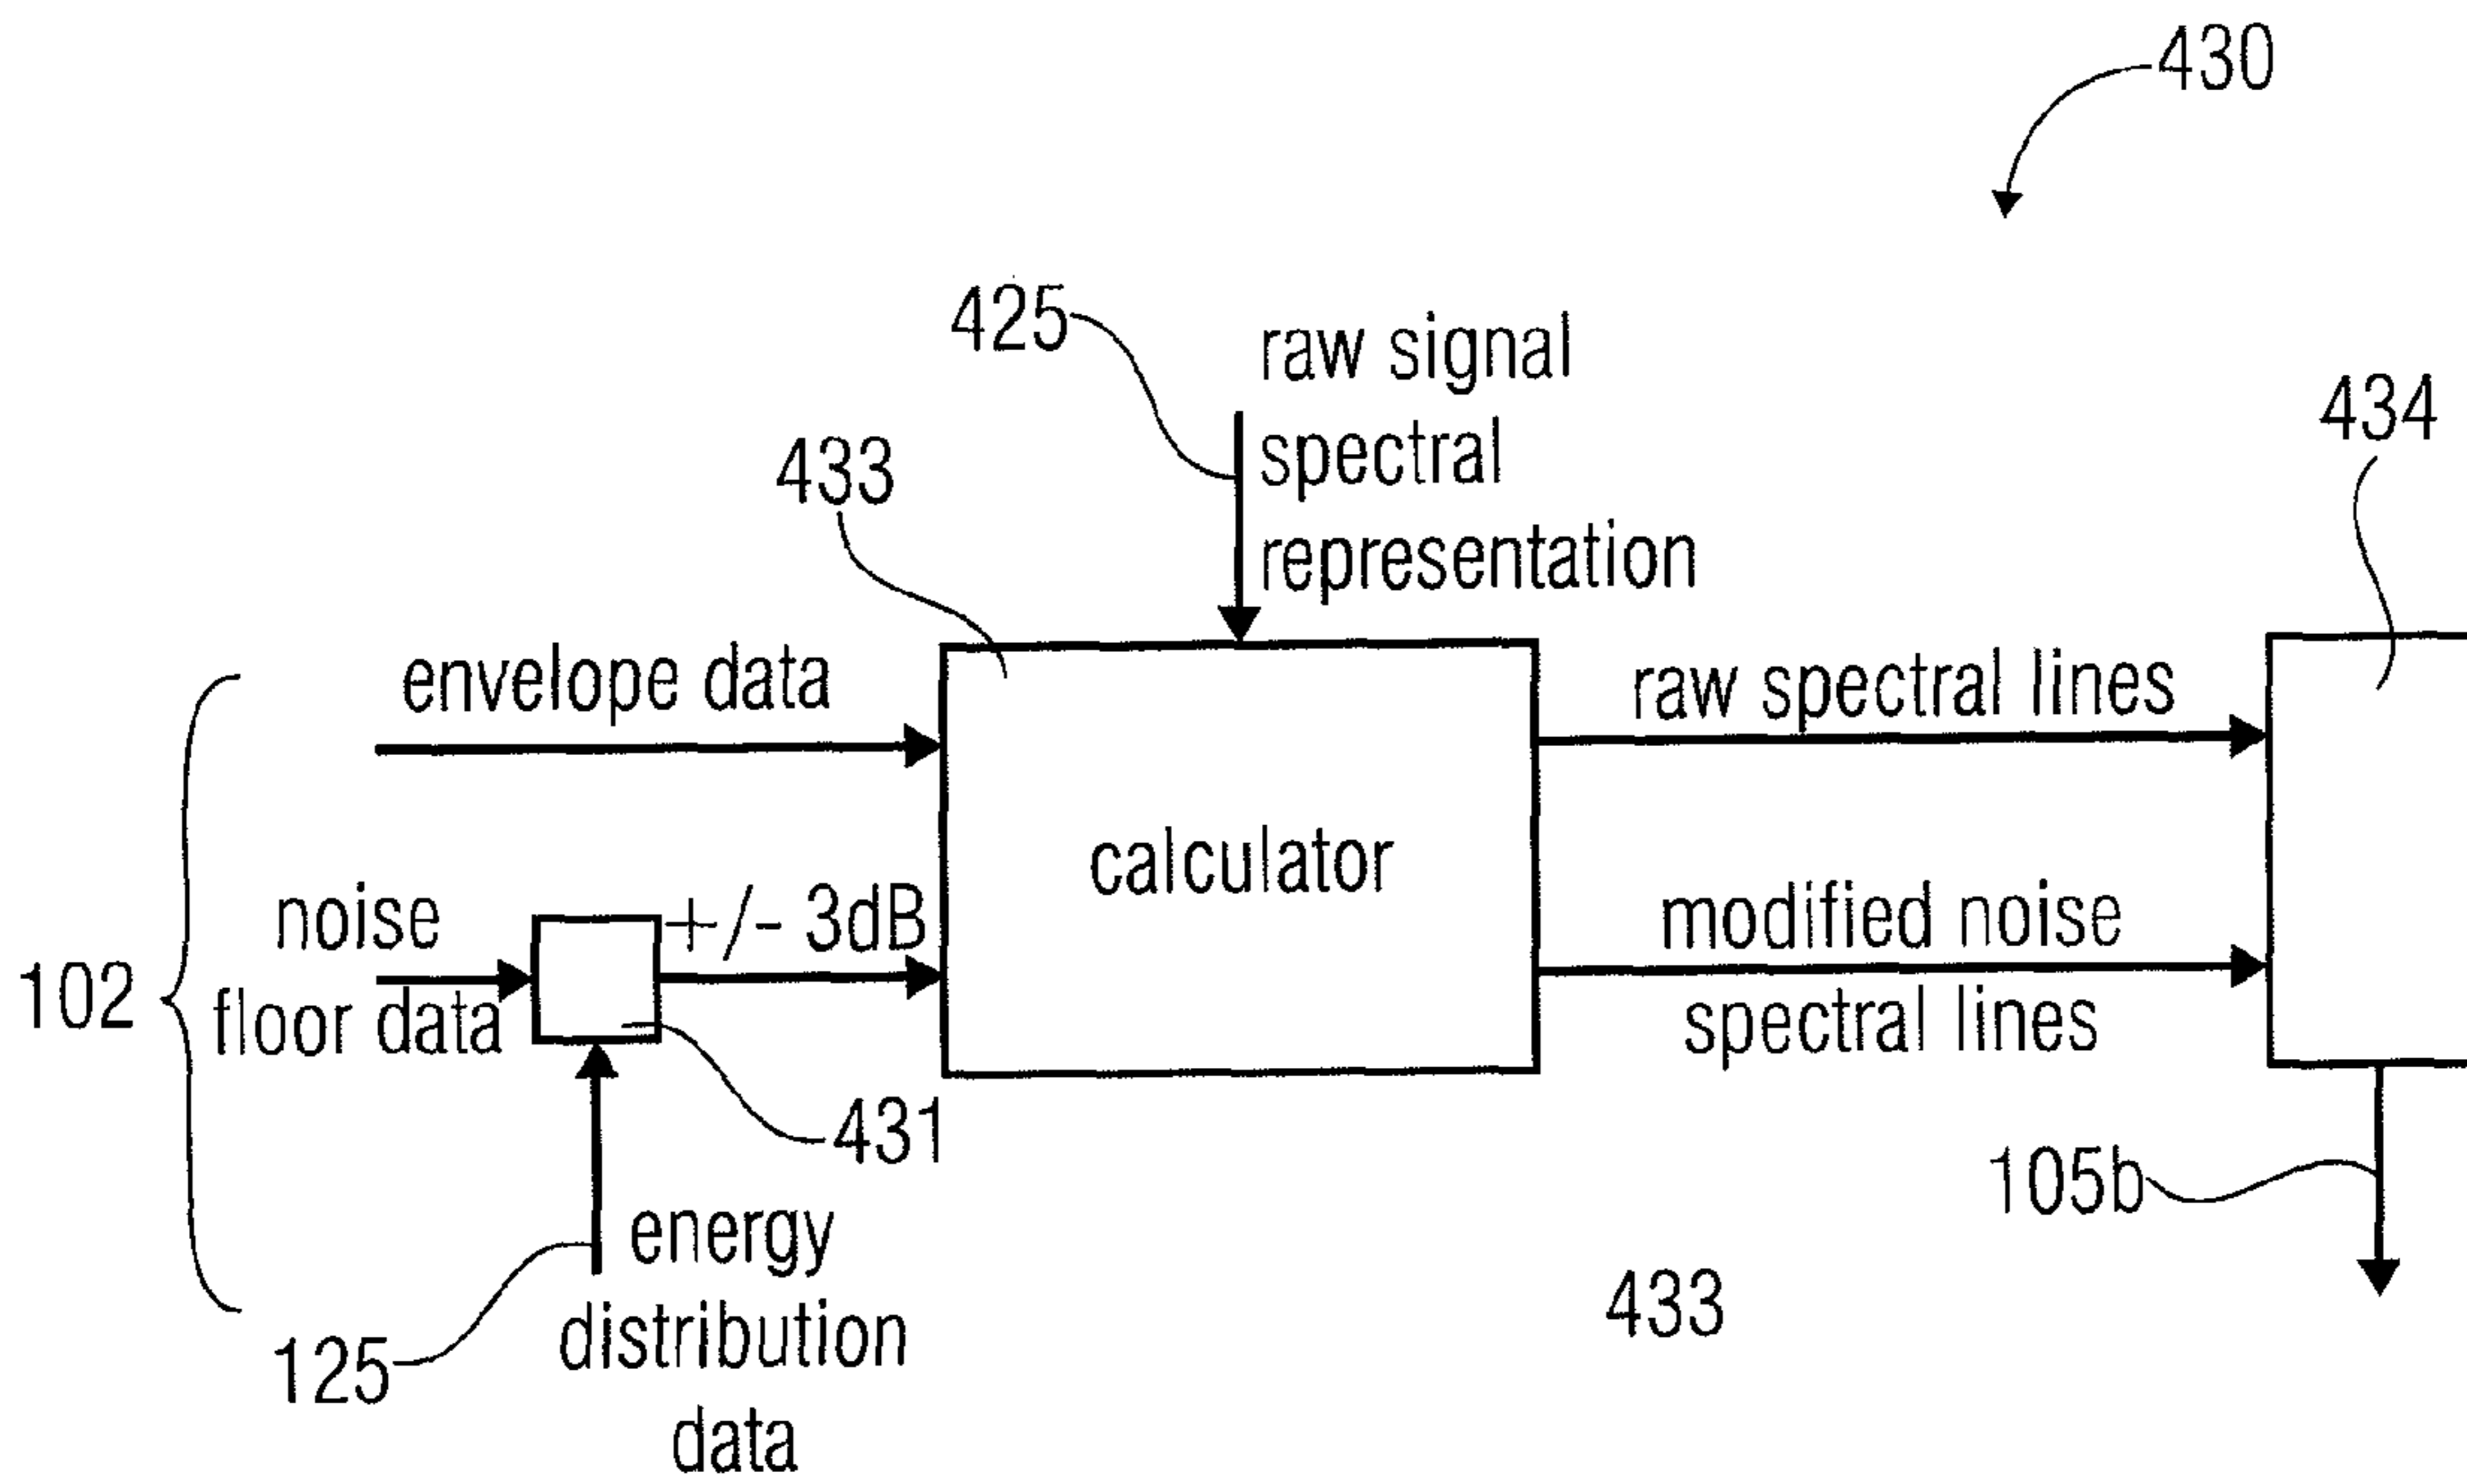 430
425
raw signal
spectral
representation
434
433
envelope data
raw spectral lines
calculator
noise
floor data
+/- 3dB
modified noise
spectral lines
102
431
105b
energy
distribution
data
125
433